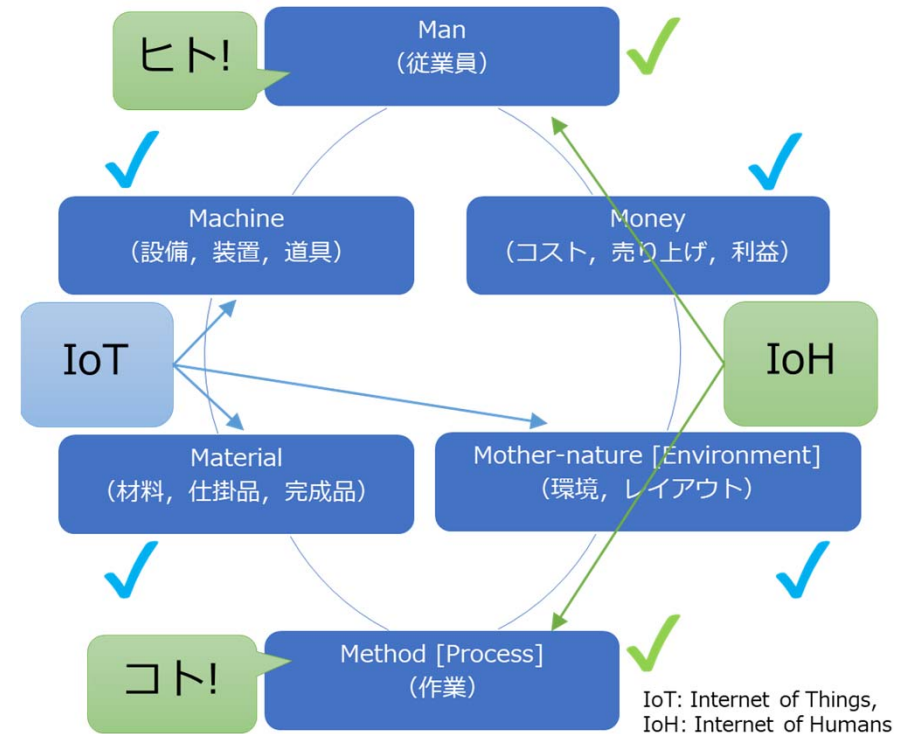 Man
（従業員）
ヒト!
Machine
（設備，装置，道具）
Money
（コスト，売り上げ，利益）
IoT
IoH
Material
（材料，仕掛品，完成品）
Mother-nature [Environment]
（環境，レイアウト）
コト!
Method [Process]
（作業）
IoT: Internet of Things,
IoH: Internet of Humans